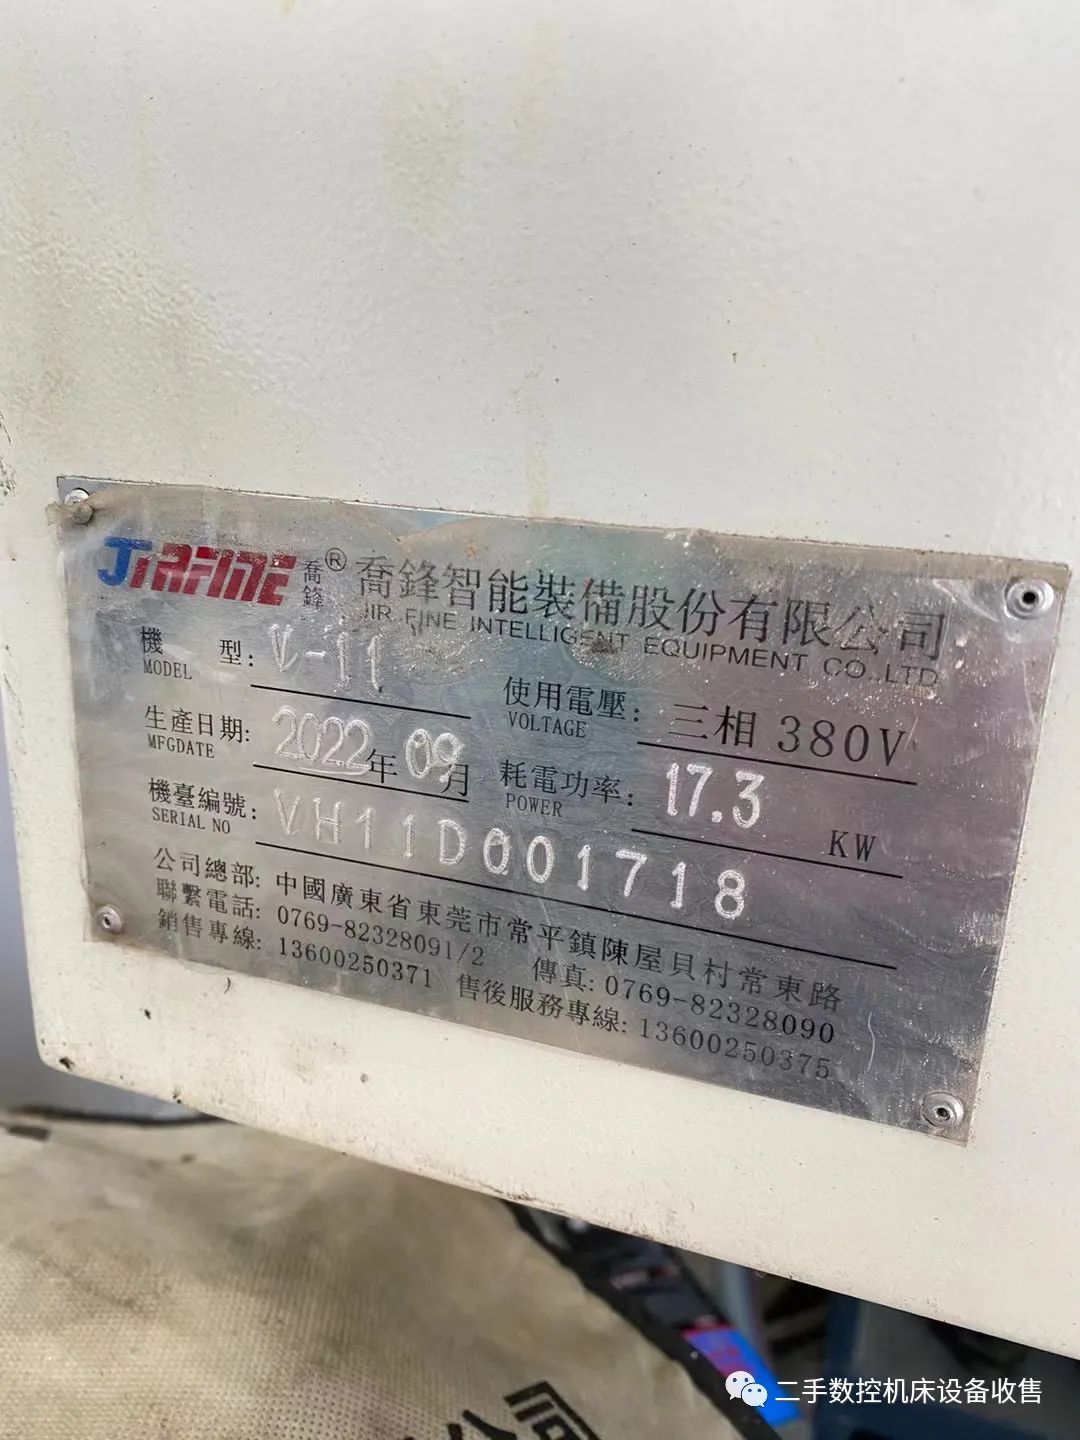 JIRFINE 喬鋒® 喬鋒智能裝備股份有限公司
JIR FINE INTELLIGENT EQUIPMENT CO.,LTD
機型: V-11
MODEL
使用電壓: 三相 380V
VOLTAGE
生產日期: 2022年09月
MFGDATE
耗電功率: 17.3 KW
POWER
機臺編號: VH11D001718
SERIAL NO
公司總部: 中國廣東省東莞市常平鎮陳屋貝村常東路
聯繫電話: 0769-82328091/2 傳真: 0769-82328090
銷售專線: 13600250371 售後服務專線: 13600250375
二手数控机床设备收售